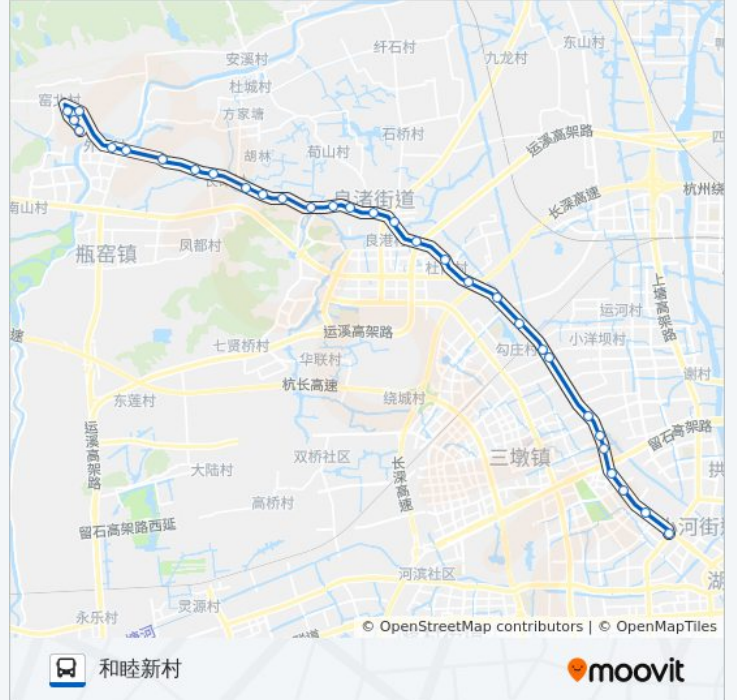 纤石村
东山村
安溪村
九龙村
杜城村
方家塘
石桥村
运溪高架路
胡林
荀山村
杭州绕
长深高速
南山村
良渚街道
凤都村
良港村
瓶窑镇
上塘高架路
运河村
运溪高架路
小洋坝村
七贤桥村
勾庄村
华联村
谢村
杭长高速
东莲村
绕城村
运溪高架路
留石高架路
双桥社区
三墩镇
大陆村
长深高速
高桥村
留石高架路西延
河滨社区
灵源村
永乐村
© OpenStreetMap contributors | © OpenMapTiles
和睦新村
moovit